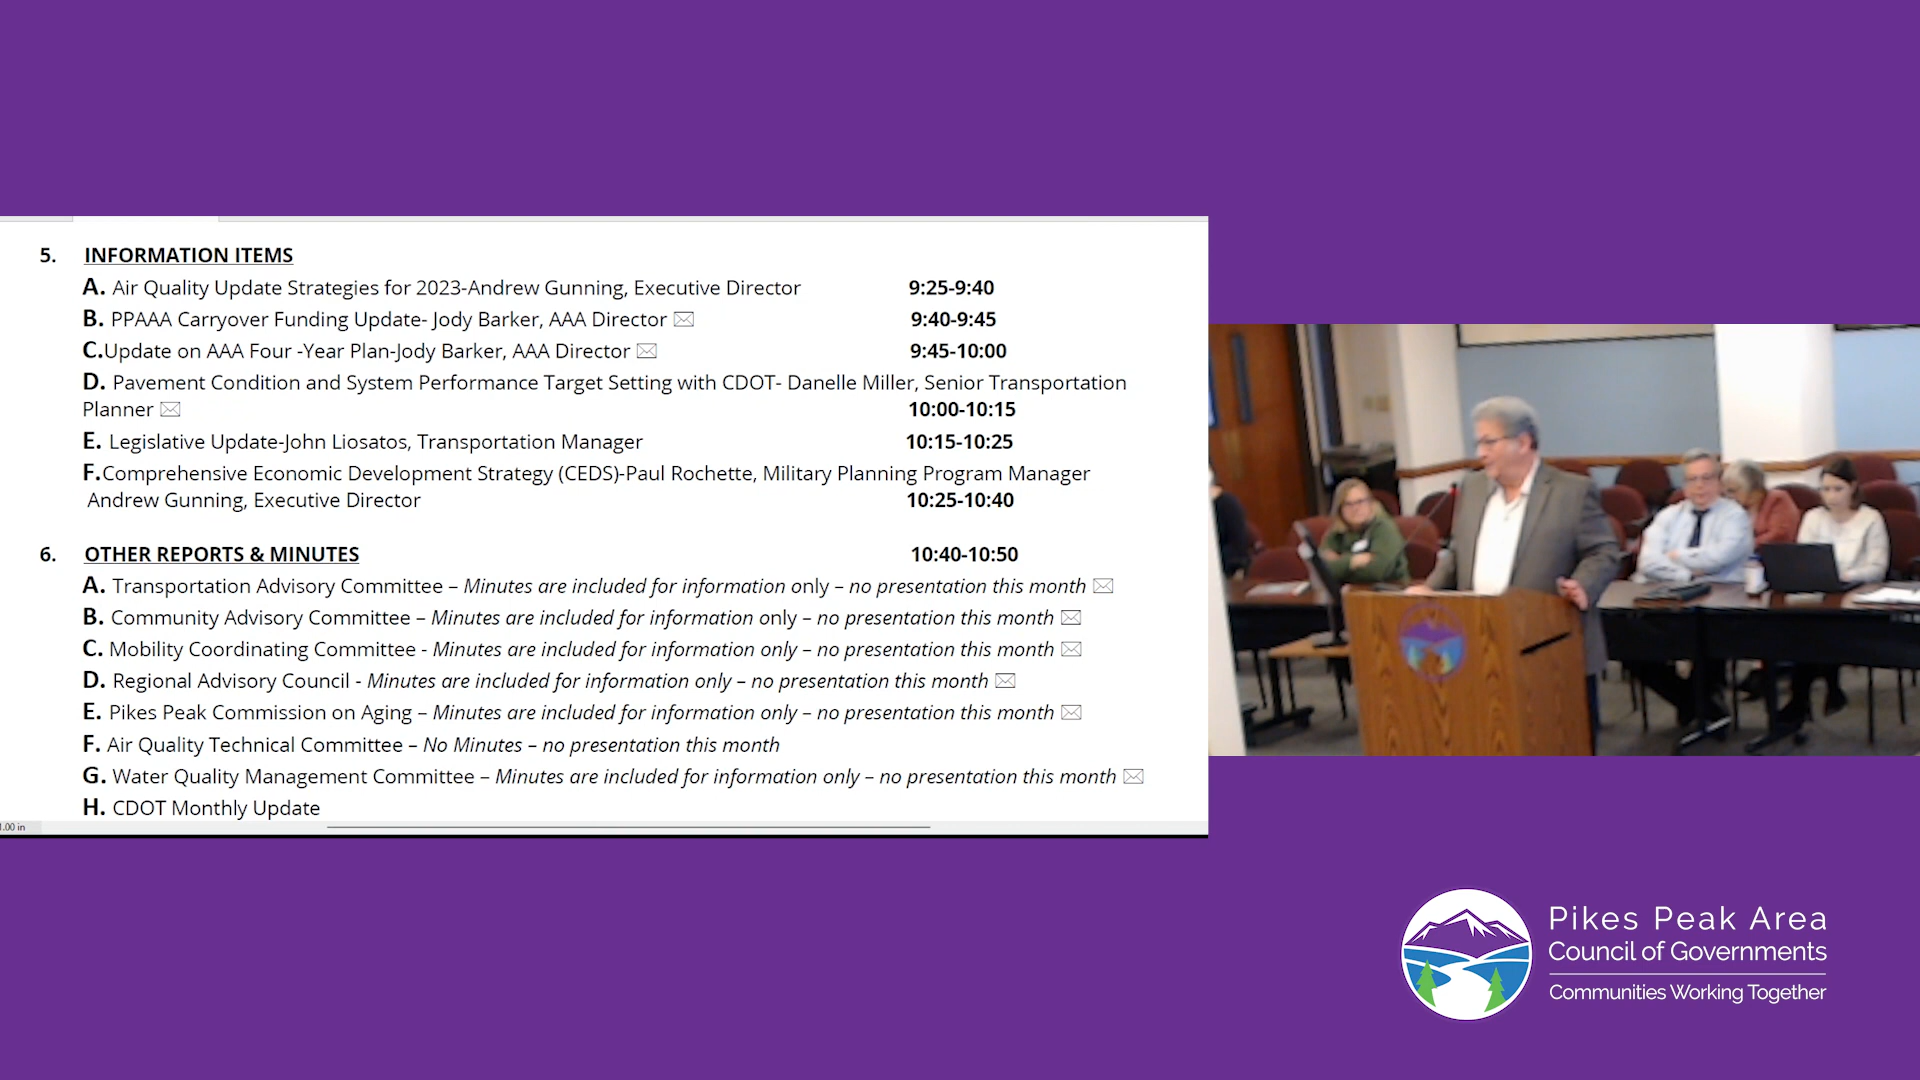 5. INFORMATION ITEMS
A. Air Quality Update Strategies for 2023-Andrew Gunning, Executive Director 9:25-9:40
B. PPAAA Carryover Funding Update- Jody Barker, AAA Director ✉ 9:40-9:45
C.Update on AAA Four -Year Plan-Jody Barker, AAA Director ✉ 9:45-10:00
D. Pavement Condition and System Performance Target Setting with CDOT- Danelle Miller, Senior Transportation
Planner ✉ 10:00-10:15
E. Legislative Update-John Liosatos, Transportation Manager 10:15-10:25
F.Comprehensive Economic Development Strategy (CEDS)-Paul Rochette, Military Planning Program Manager
Andrew Gunning, Executive Director 10:25-10:40
6. OTHER REPORTS & MINUTES 10:40-10:50
A. Transportation Advisory Committee – Minutes are included for information only – no presentation this month ✉
B. Community Advisory Committee – Minutes are included for information only – no presentation this month ✉
C. Mobility Coordinating Committee - Minutes are included for information only – no presentation this month ✉
D. Regional Advisory Council - Minutes are included for information only – no presentation this month ✉
E. Pikes Peak Commission on Aging – Minutes are included for information only – no presentation this month ✉
F. Air Quality Technical Committee – No Minutes – no presentation this month
G. Water Quality Management Committee – Minutes are included for information only – no presentation this month ✉
H. CDOT Monthly Update
1.00 in
Pikes Peak Area
Council of Governments
Communities Working Together